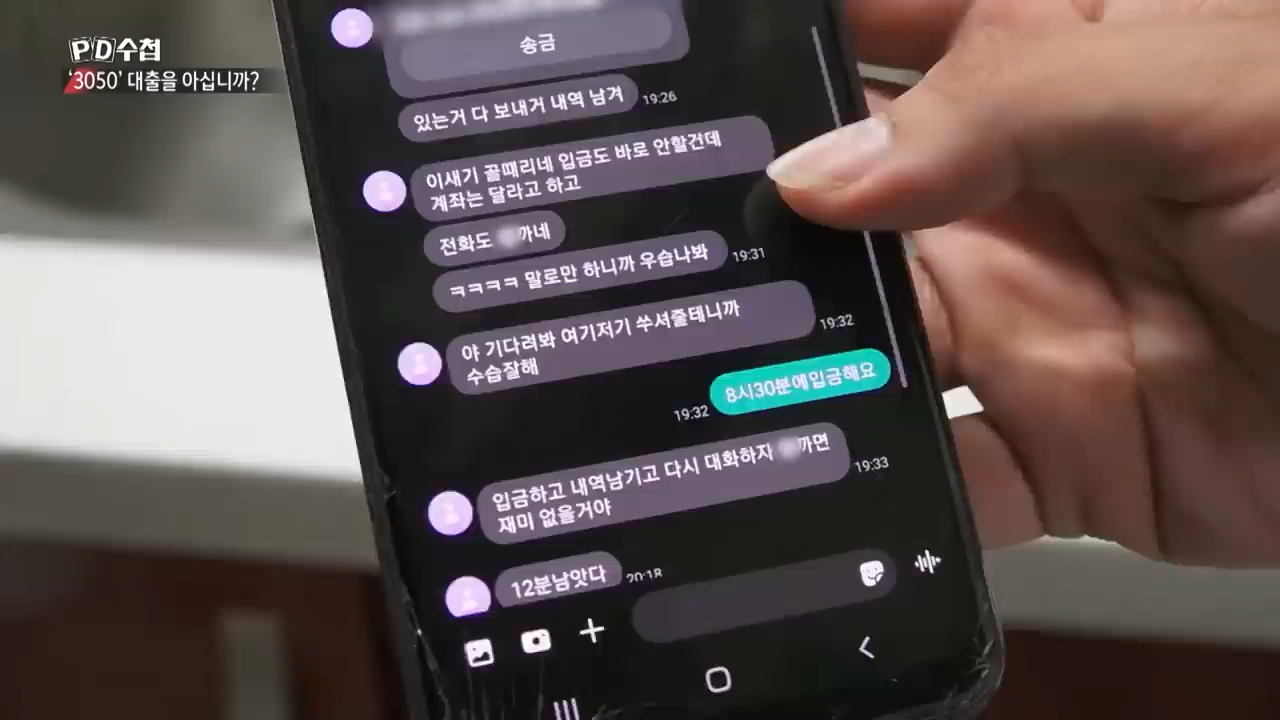 PD수첩
'3050' 대출을 아십니까?
송금
있는거 다 보내거 내역 남겨
19:26
이새기 골때리네 입금도 바로 안할건데
계좌는 달라고 하고
전화도 까네
ㅋㅋㅋㅋ 말로만 하니까 우습나봐
19:31
야 기다려봐 여기저기 쑤셔줄테니까
수습잘해
19:32
8시30분에입금해요
19:32
입금하고 내역남기고 다시 대화하자 까면
재미 없을거야
19:33
12분남앗다
20:18